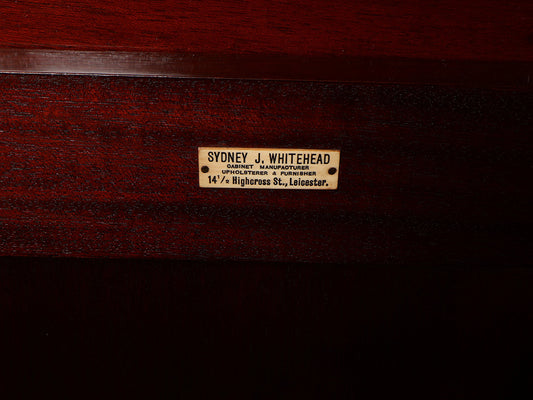 SYDNEY J. WHITEHEAD
CABINET MANUFACTURER
UPHOLSTERER & FURNISHER
14½ Highcross St., Leicester.